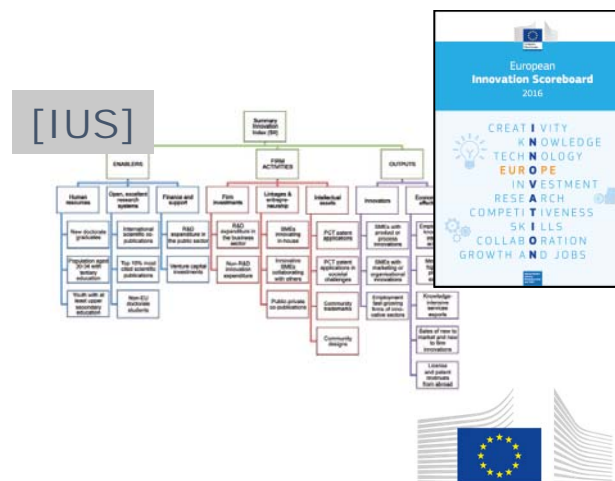 European
Innovation Scoreboard
2016
CREATIVITY
KNOWLEDGE
TECHNOLOGY
EUROPE
INVESTMENT
RESEARCH
COMPETITIVENESS
SKILLS
COLLABORATION
GROWTH AND JOBS
[IUS]
Summary
Innovation
Index (SII)
ENABLERS
FIRM
ACTIVITIES
OUTPUTS
Human
resources
New doctorate
graduates
Population aged
30-34 with
tertiary
education
Youth with at
least upper
secondary
education
Open, excellent
research
systems
International
scientific co-
publications
Top 10% most
cited scientific
publications
Non-EU
doctorate
students
Finance and
support
R&D
expenditure in
the public sector
Venture capital
investments
Firm
investments
R&D
expenditure in
the business
sector
Non-R&D
innovation
expenditure
Linkages &
entrepre-
neurship
SMEs
innovating
in-house
Innovative
SMEs
collaborating
with others
Public private
co publications
Intellectual
assets
PCT patent
applications
PCT patent
applications in
societal
challenges
Community
trademarks
Community
designs
Innovators
SMEs with
product or
process
innovations
SMEs with
marketing or
organisational
innovations
Employment
fast-growing
firms of inno-
vative sectors
Knowledge-
intensive
services
exports
Sales of new to
market and new
to firm
innovations
License and
patent
revenues
from abroad